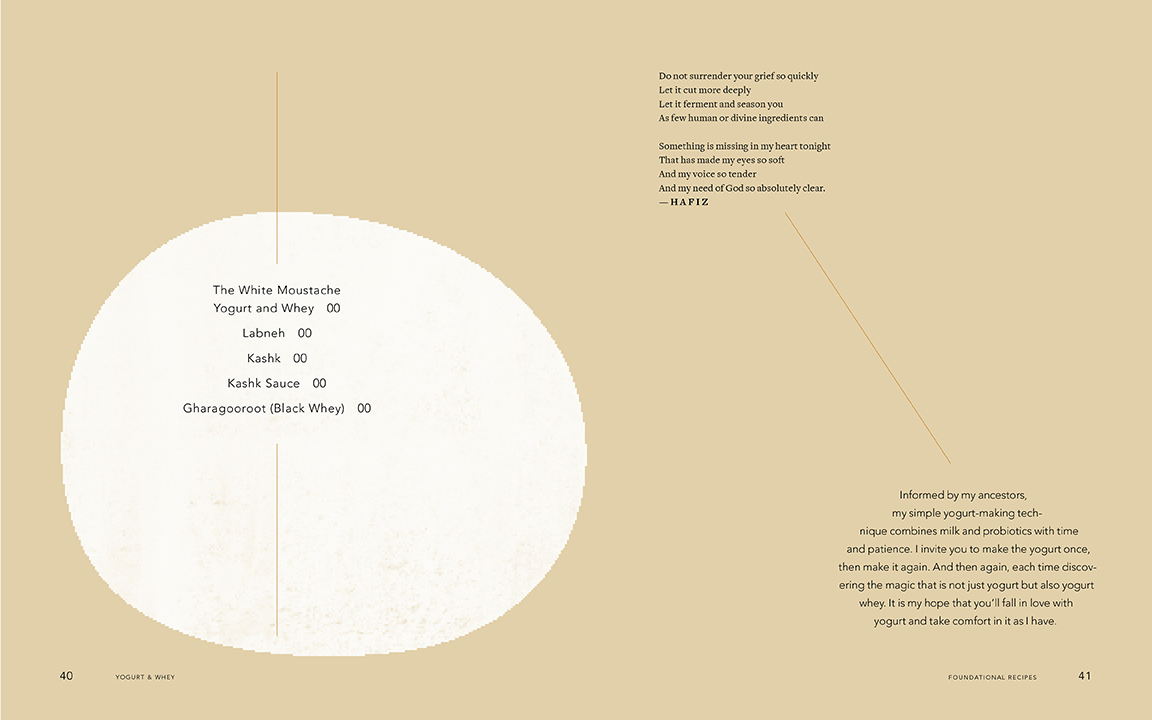 The White Moustache
Yogurt and Whey 00
Labneh 00
Kashk 00
Kashk Sauce 00
Gharagooroot (Black Whey) 00
40 YOGURT & WHEY
Do not surrender your grief so quickly
Let it cut more deeply
Let it ferment and season you
As few human or divine ingredients can
Something is missing in my heart tonight
That has made my eyes so soft
And my voice so tender
And my need of God so absolutely clear.
— HAFIZ
Informed by my ancestors,
my simple yogurt-making tech-
nique combines milk and probiotics with time
and patience. I invite you to make the yogurt once,
then make it again. And then again, each time discov-
ering the magic that is not just yogurt but also yogurt
whey. It is my hope that you’ll fall in love with
yogurt and take comfort in it as I have.
FOUNDATIONAL RECIPES 41